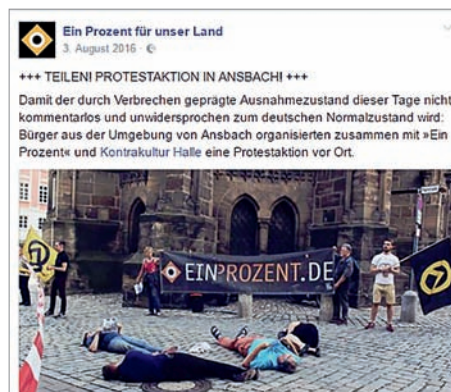 Ein Prozent für unser Land
3. August 2016 ·
+++ TEILEN! PROTESTAKTION IN ANSBACH! +++
Damit der durch Verbrechen geprägte Ausnahmezustand dieser Tage nicht
kommentarlos und unwidersprochen zum deutschen Normalzustand wird:
Bürger aus der Umgebung von Ansbach organisierten zusammen mit »Ein
Prozent« und Kontrakultur Halle eine Protestaktion vor Ort.
EINPROZENT.DE